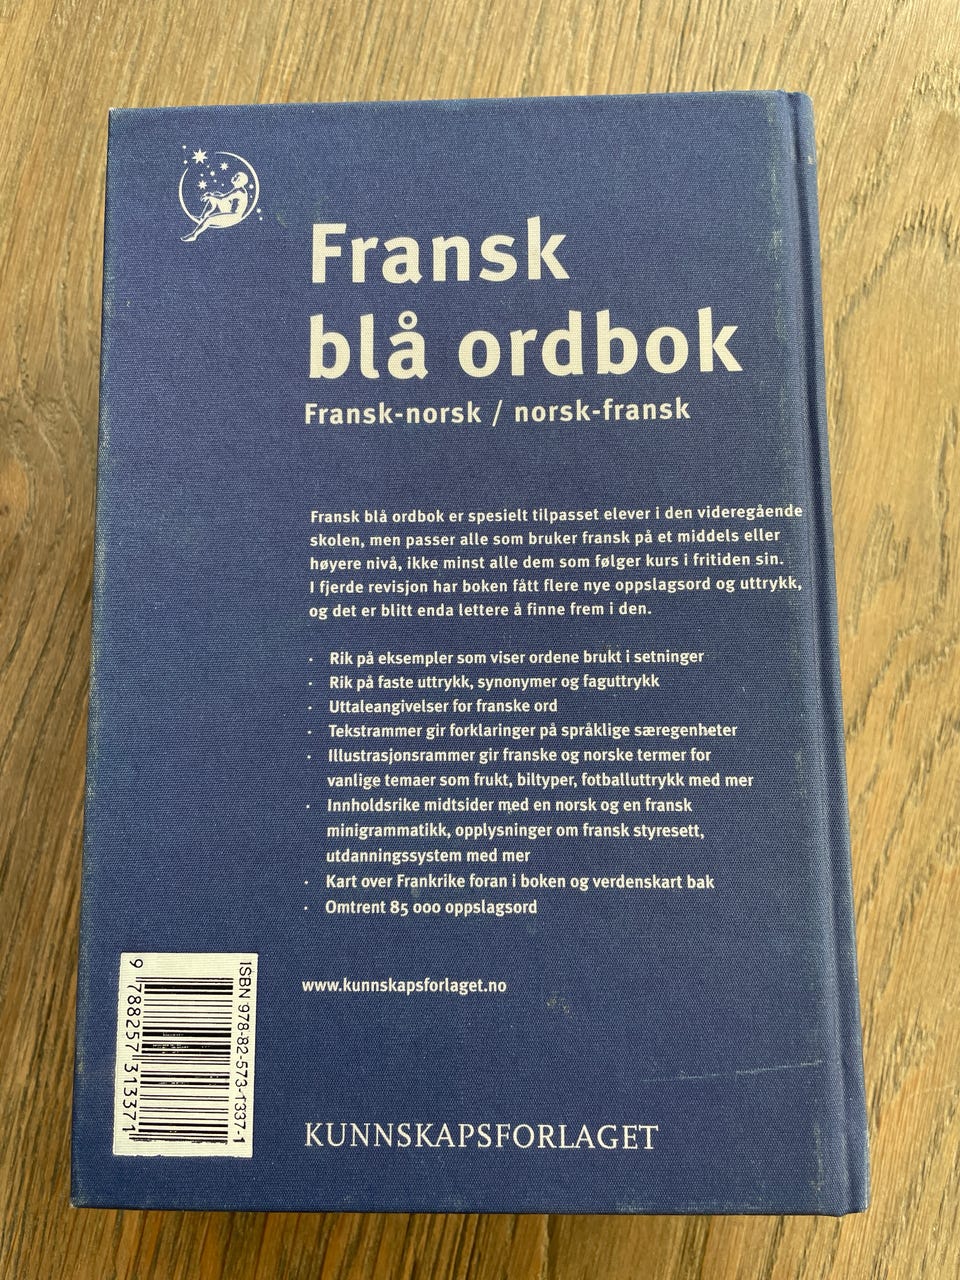 Fransk
blå ordbok
Fransk-norsk / norsk-fransk
Fransk blå ordbok er spesielt tilpasset elever i den videregående
skolen, men passer alle som bruker fransk på et middels eller
høyere nivå, ikke minst alle dem som følger kurs i fritiden sin.
I fjerde revisjon har boken fått flere nye oppslagsord og uttrykk,
og det er blitt enda lettere å finne frem i den.
· Rik på eksempler som viser ordene brukt i setninger
· Rik på faste uttrykk, synonymer og faguttrykk
· Uttaleangivelser for franske ord
· Tekstrammer gir forklaringer på språklige særegenheter
· Illustrasjonsrammer gir franske og norske termer for
vanlige temaer som frukt, biltyper, fotballuttrykk med mer
· Innholdsrike midtsider med en norsk og en fransk
minigrammatikk, opplysninger om fransk styresett,
utdanningssystem med mer
· Kart over Frankrike foran i boken og verdenskart bak
· Omtrent 85 000 oppslagsord
www.kunnskapsforlaget.no
ISBN 978-82-573-1337-1
9 788257 313371
KUNNSKAPSFORLAGET